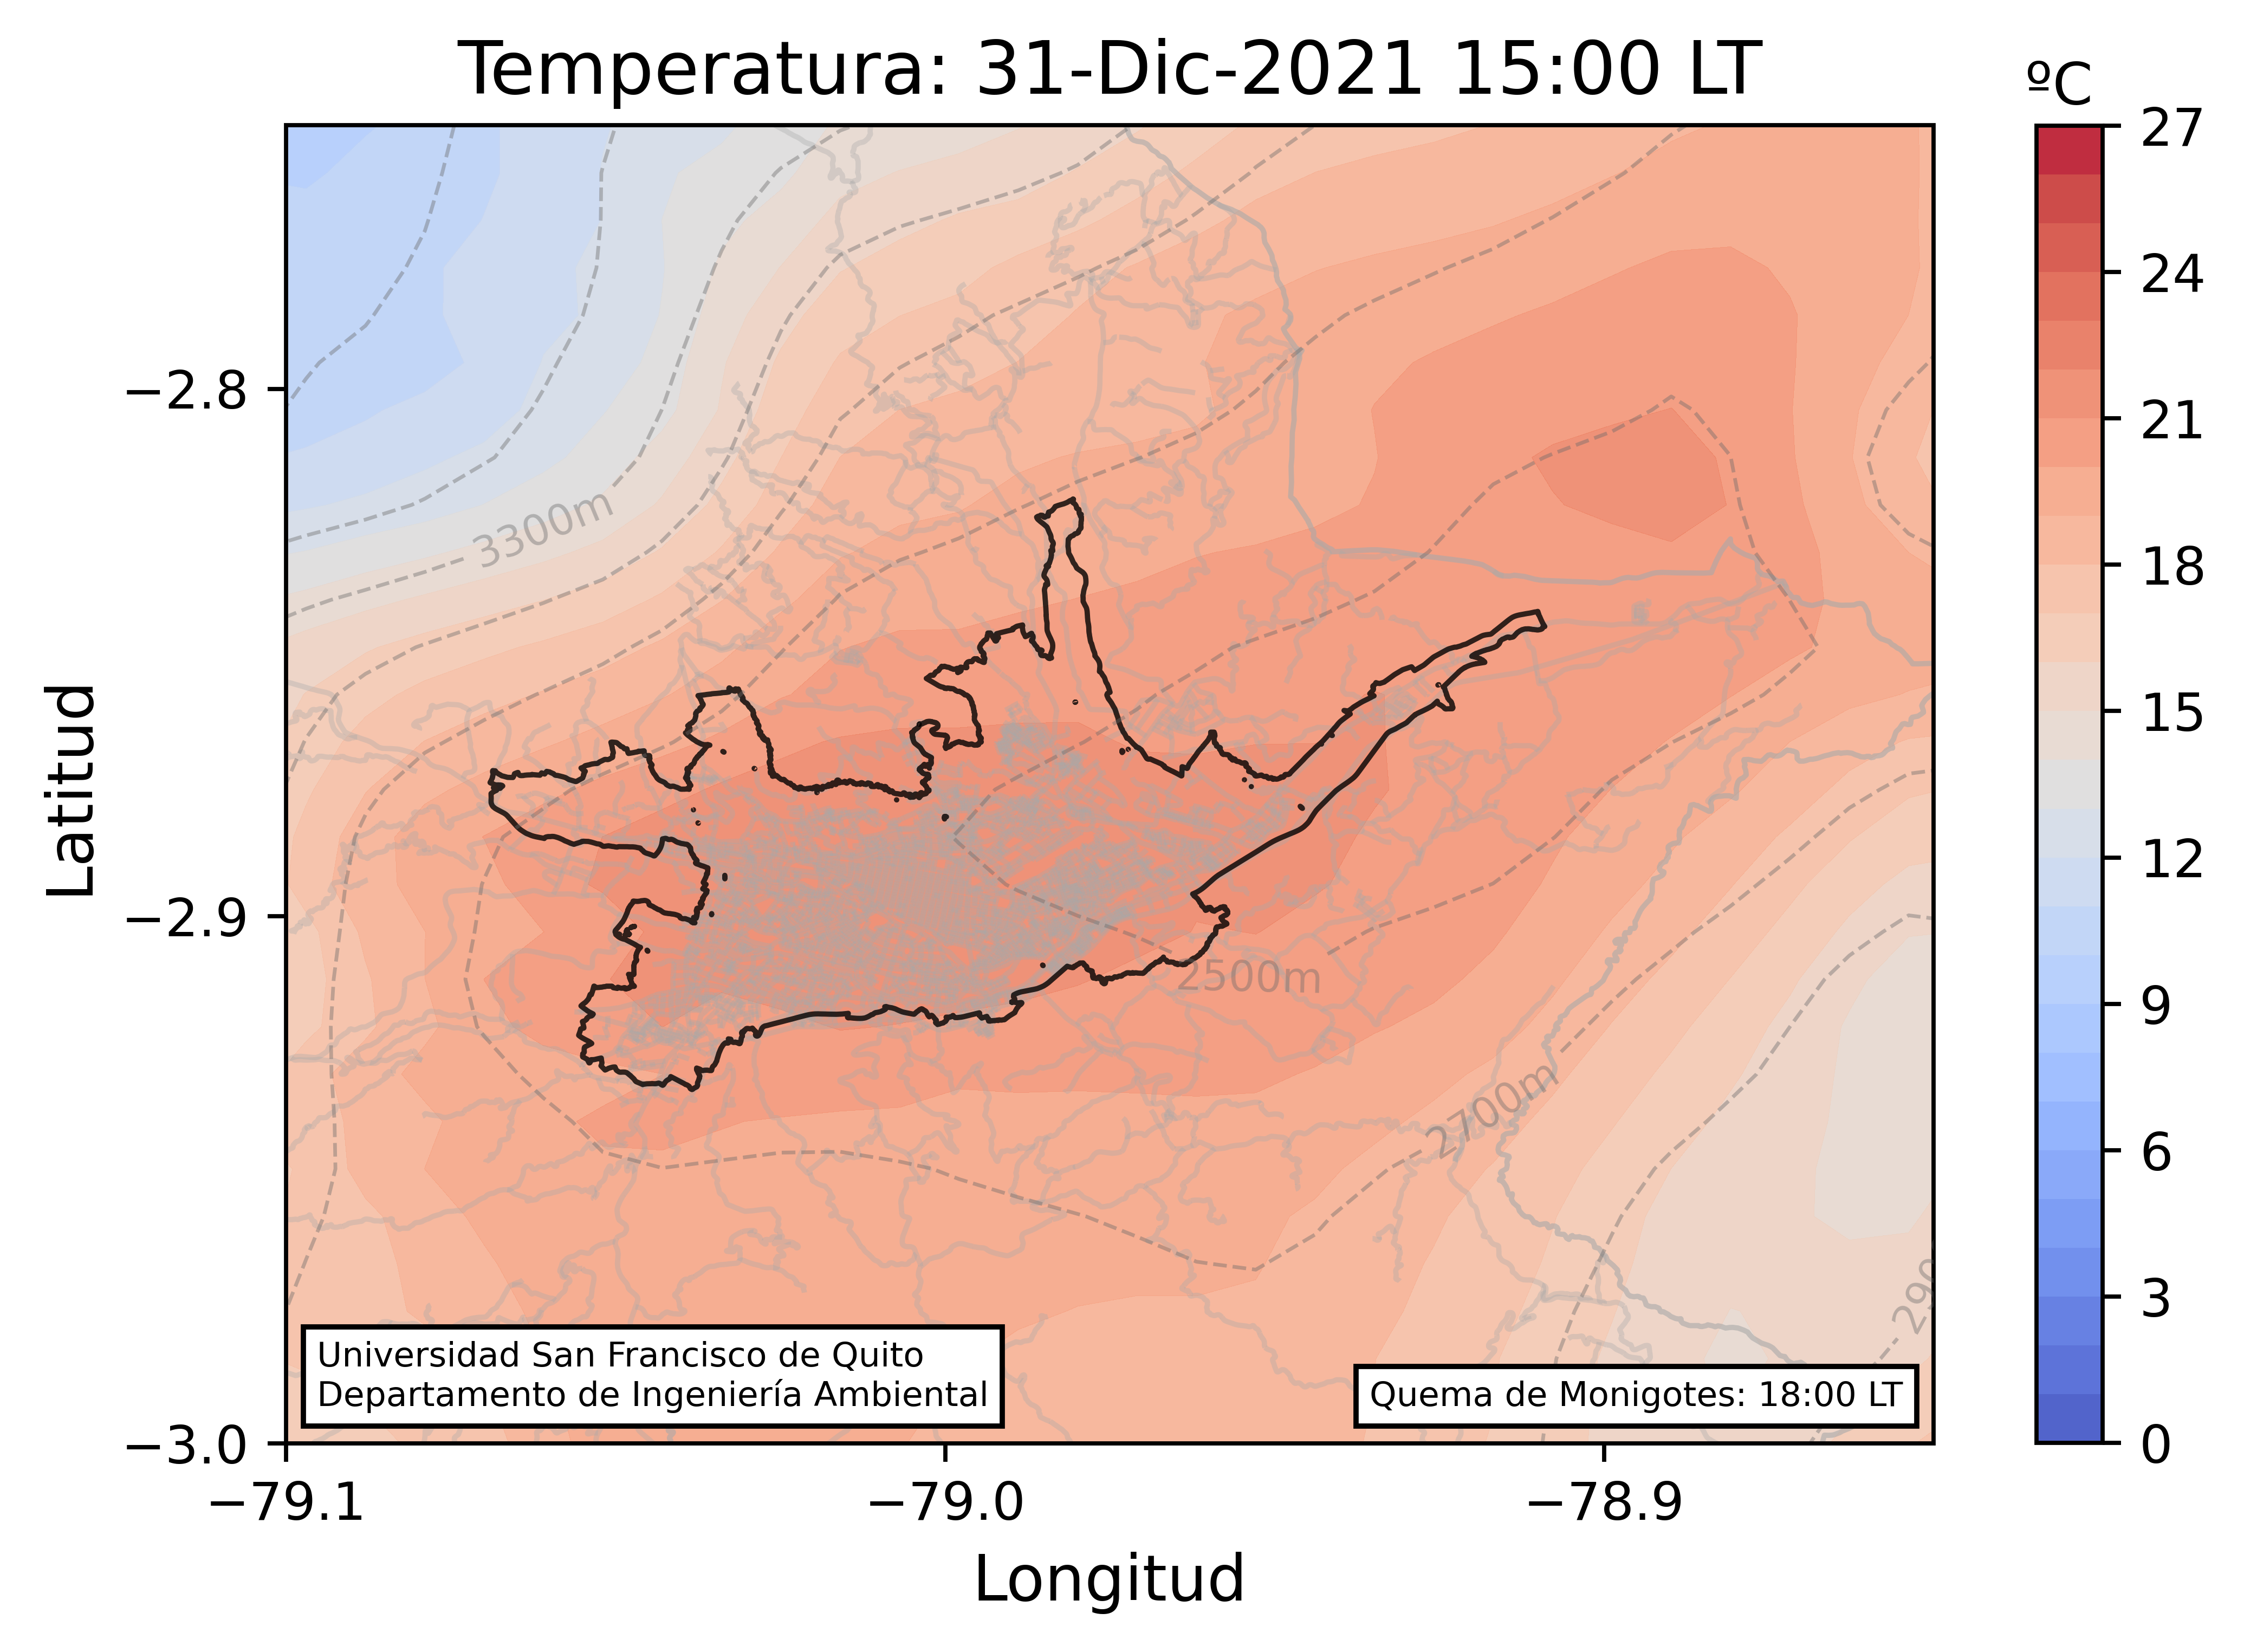 Temperatura: 31-Dic-2021 15:00 LT
ºC
27
24
21
18
15
12
9
6
3
0
Latitud
−2.8
−2.9
−3.0
3300m
2500m
2700m
290
Universidad San Francisco de Quito
Departamento de Ingeniería Ambiental
Quema de Monigotes: 18:00 LT
−79.1
−79.0
−78.9
Longitud